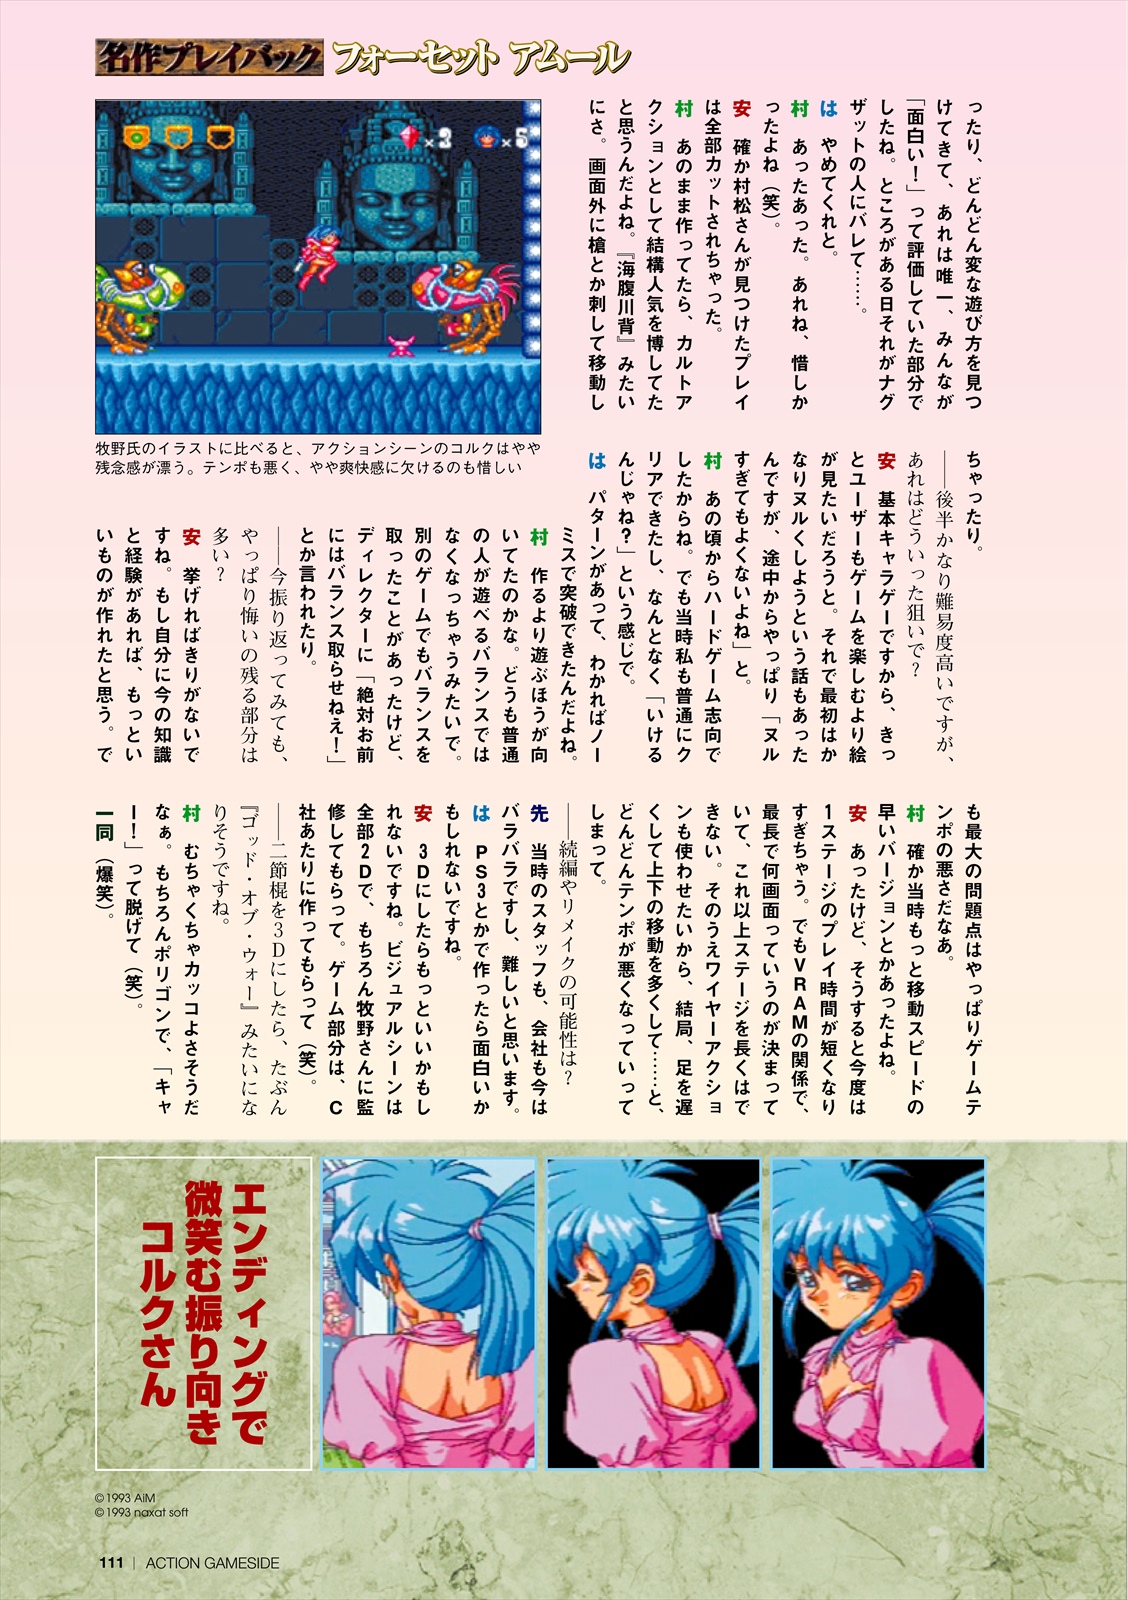 名作プレイバック フォーセット アムール
ったり、どんどん変な遊び方を見つ
けてきて、あれは唯一、みんなが
「面白い！」って評価していた部分で
したね。ところがある日それがナグ
ザットの人にバレて……。
は　やめてくれと。
村　あったあった。あれね、惜しか
ったよね（笑）。
安　確か村松さんが見つけたプレイ
は全部カットされちゃった。
村　あのまま作ってたら、カルトア
クションとして結構人気を博してた
と思うんだよね。『海腹川背』みたい
にさ。画面外に槍とか刺して移動し
ちゃったり。
――後半かなり難易度高いですが、
あれはどういった狙いで？
安　基本キャラゲーですから、きっ
とユーザーもゲームを楽しむより絵
が見たいだろうと。それで最初はか
なりヌルくしようという話もあった
んですが、途中からやっぱり「ヌル
すぎてもよくないよね」と。
村　あの頃からハードゲーム志向で
したからね。でも当時私も普通にク
リアできたし、なんとなく「いける
んじゃね？」という感じで。
は　パターンがあって、わかればノー
ミスで突破できたんだよね。
村　作るより遊ぶほうが向
いてたのかな。どうも普通
の人が遊べるバランスでは
なくなっちゃうみたいで。
別のゲームでもバランスを
取ったことがあったけど、
ディレクターに「絶対お前
にはバランス取らせねえ！」
とか言われたり。
――今振り返ってみても、
やっぱり悔いの残る部分は
多い？
安　挙げればきりがないで
すね。もし自分に今の知識
と経験があれば、もっとい
いものが作れたと思う。で
も最大の問題点はやっぱりゲームテ
ンポの悪さだなあ。
村　確か当時もっと移動スピードの
早いバージョンとかあったよね。
安　あったけど、そうすると今度は
1ステージのプレイ時間が短くなり
すぎちゃう。でもVRAMの関係で、
最長で何画面っていうのが決まって
いて、これ以上ステージを長くはで
きない。そのうえワイヤーアクショ
ンも使わせたいから、結局、足を遅
くして上下の移動を多くして……と、
どんどんテンポが悪くなっていって
しまって。
――続編やリメイクの可能性は？
先　当時のスタッフも、会社も今は
バラバラですし、難しいと思います。
は　PS3とかで作ったら面白いか
もしれないですね。
安　3Dにしたらもっといいかもし
れないですね。ビジュアルシーンは
全部2Dで、もちろん牧野さんに監
修してもらって。ゲーム部分は、C
社あたりに作ってもらって（笑）。
――二節棍を3Dにしたら、たぶん
『ゴッド・オブ・ウォー』みたいにな
りそうですね。
村　むちゃくちゃカッコよさそうだ
なぁ。もちろんポリゴンで、「キャ
ー！」って脱げて（笑）。
一同（爆笑）。
×3
×5
牧野氏のイラストに比べると、アクションシーンのコルクはやや
残念感が漂う。テンポも悪く、やや爽快感に欠けるのも惜しい
エンディングで
微笑む振り向き
コルクさん
©1993 AiM
©1993 naxat soft
111 | ACTION GAMESIDE